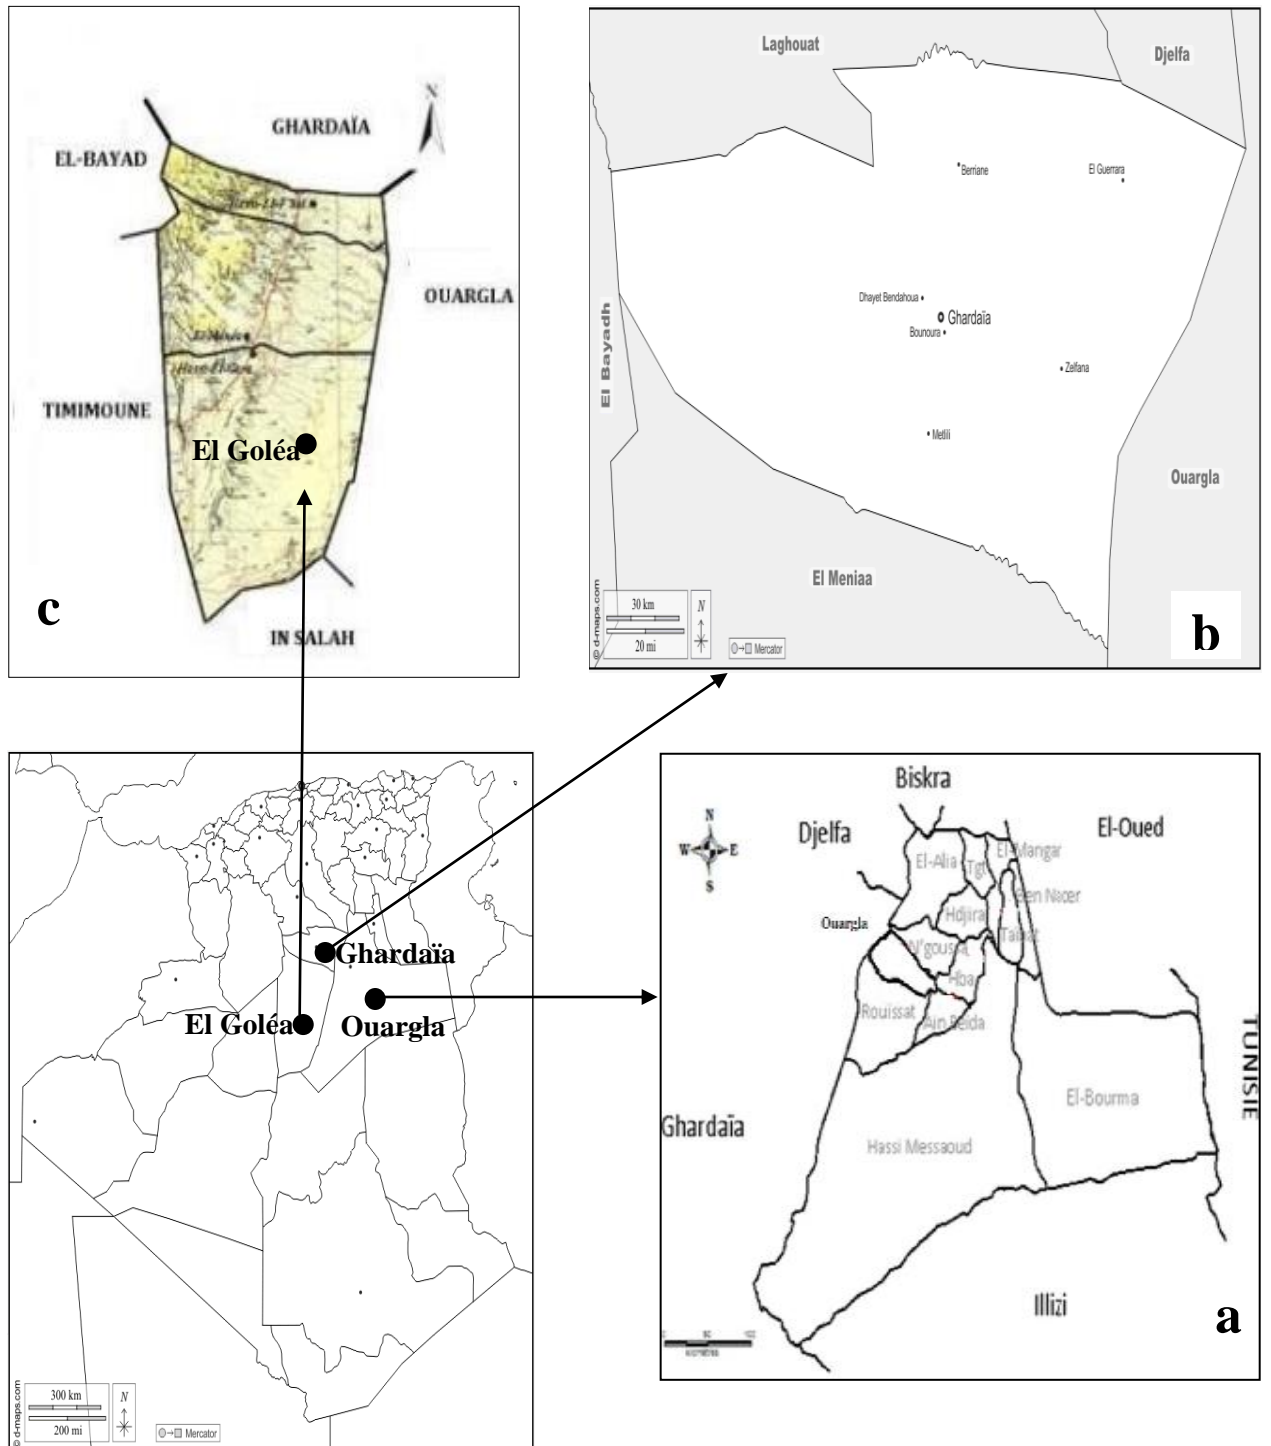 N
GHARDAÏA
EL-BAYAD
OUARGLA
TIMIMOUNE
El Goléa
c
IN SALAH
Laghouat
Djelfa
Berriane
El Guerrara
Dhayet Bendahoua
Ghardaïa
Bounoura
El Bayadh
Zelfana
Metlili
Ouargla
El Meniaa
© d-maps.com
30 km
20 mi
N
Mercator
b
Ghardaïa
El Goléa
Ouargla
© d-maps.com
300 km
200 mi
N
Mercator
Biskra
N
W E
S
Djelfa
El-Oued
El-Alia
Tgt
El-Mangar
Ben Nacer
Ouargla
Hdjira
Taibat
N'goussa
Hba
Rouissat
Ain Beida
TUNISIE
El-Bourma
Ghardaïa
Hassi Messaoud
Illizi
a